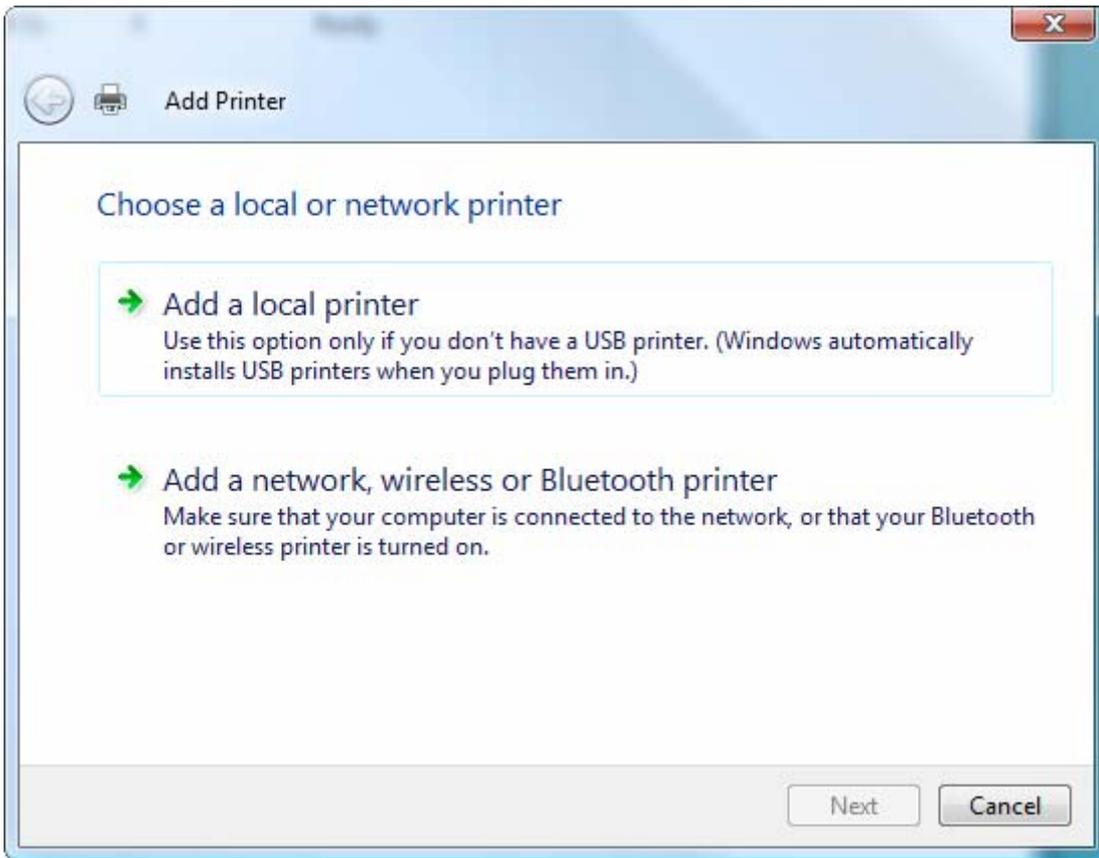 Add Printer
Choose a local or network printer
Add a local printer
Use this option only if you don't have a USB printer. (Windows automatically
installs USB printers when you plug them in.)
Add a network, wireless or Bluetooth printer
Make sure that your computer is connected to the network, or that your Bluetooth
or wireless printer is turned on.
Next
Cancel